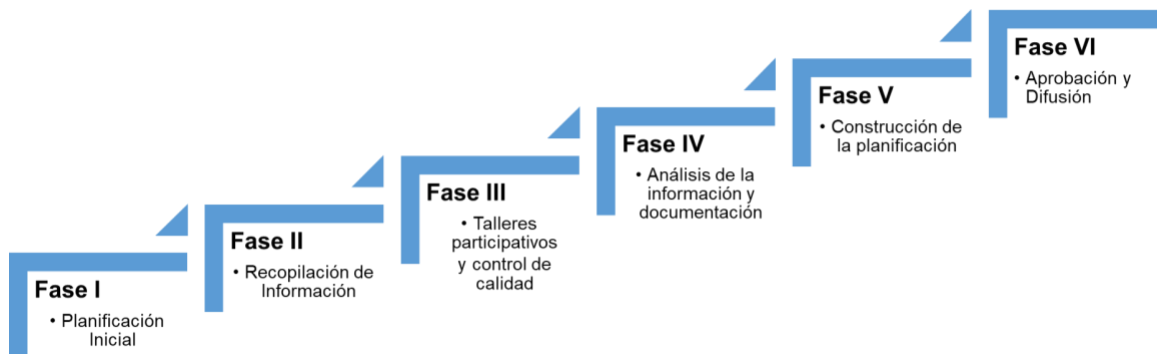 Fase I
• Planificación
Inicial
Fase II
• Recopilación de
Información
Fase III
• Talleres
participativos
y control de
calidad
Fase IV
• Análisis de la
información y
documentación
Fase V
• Construcción de
la planificación
Fase VI
• Aprobación y
Difusión